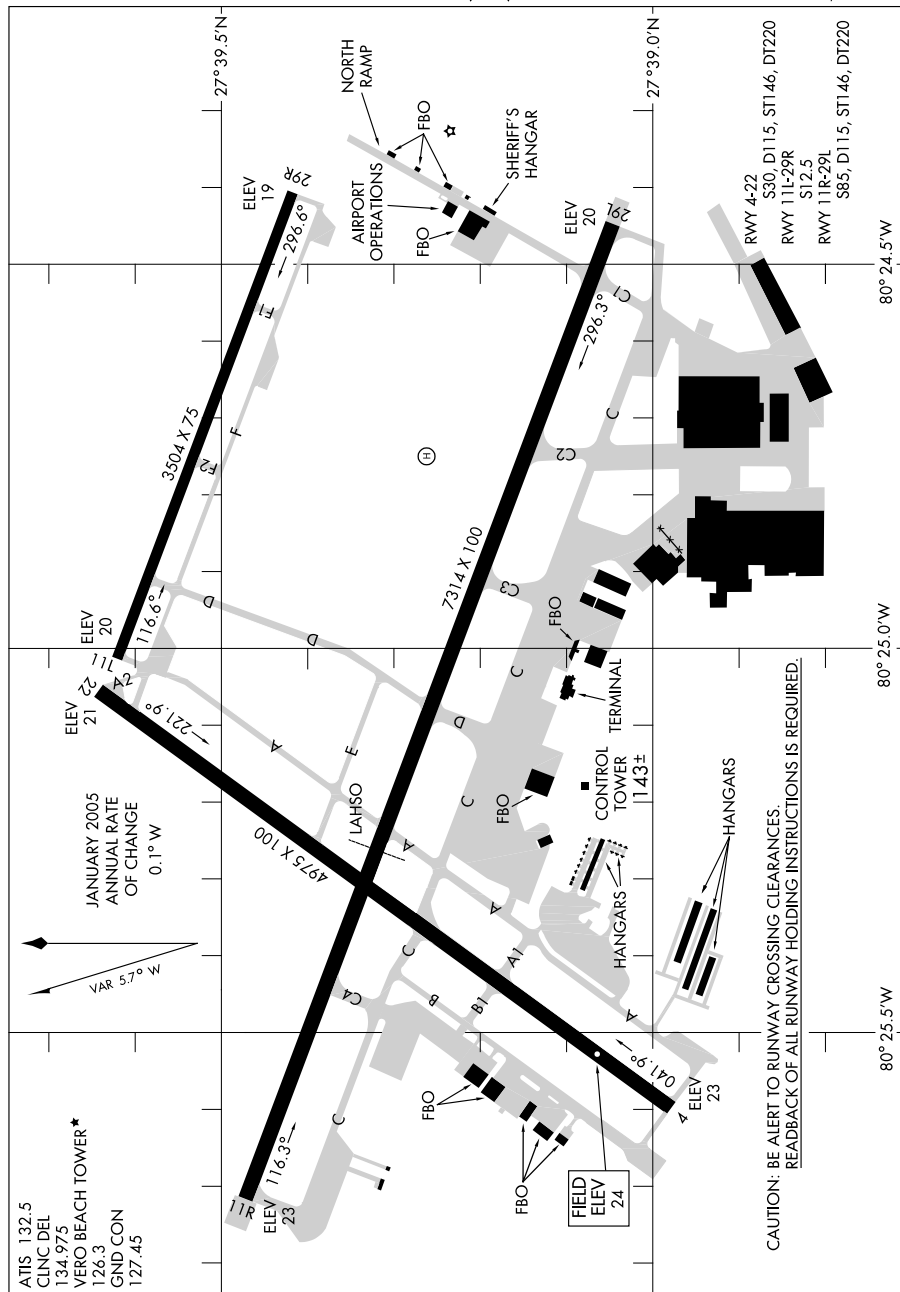 ATIS 132.5
CLNC DEL
134.975
VERO BEACH TOWER★
126.3
GND CON
127.45
VAR 5.7° W
JANUARY 2005
ANNUAL RATE
OF CHANGE
0.1° W
27°39.5'N
27°39.0'N
80°24.5'W
80°25.0'W
80°25.5'W
ELEV
21
22
A2
11L
ELEV
20
116.6°
221.9°
3504 X 75
F2
F
F1
296.6°
29R
ELEV
19
NORTH
RAMP
FBO
AIRPORT
OPERATIONS
FBO
SHERIFF'S
HANGAR
D
D
D
A
E
LAHSO
A
4975 X 100
H
7314 X 100
296.3°
29L
ELEV
20
C1
C
C2
C3
C
C
FBO
TERMINAL
FBO
CONTROL
TOWER
143±
HANGARS
HANGARS
A
A1
A
C
B
B1
C4
C
116.3°
11R
ELEV
23
FBO
FBO
FIELD
ELEV
24
041.9°
4
ELEV
23
RWY 4-22
S30, D115, ST146, DT220
RWY 11L-29R
S12.5
RWY 11R-29L
S85, D115, ST146, DT220
CAUTION: BE ALERT TO RUNWAY CROSSING CLEARANCES.
READBACK OF ALL RUNWAY HOLDING INSTRUCTIONS IS REQUIRED.